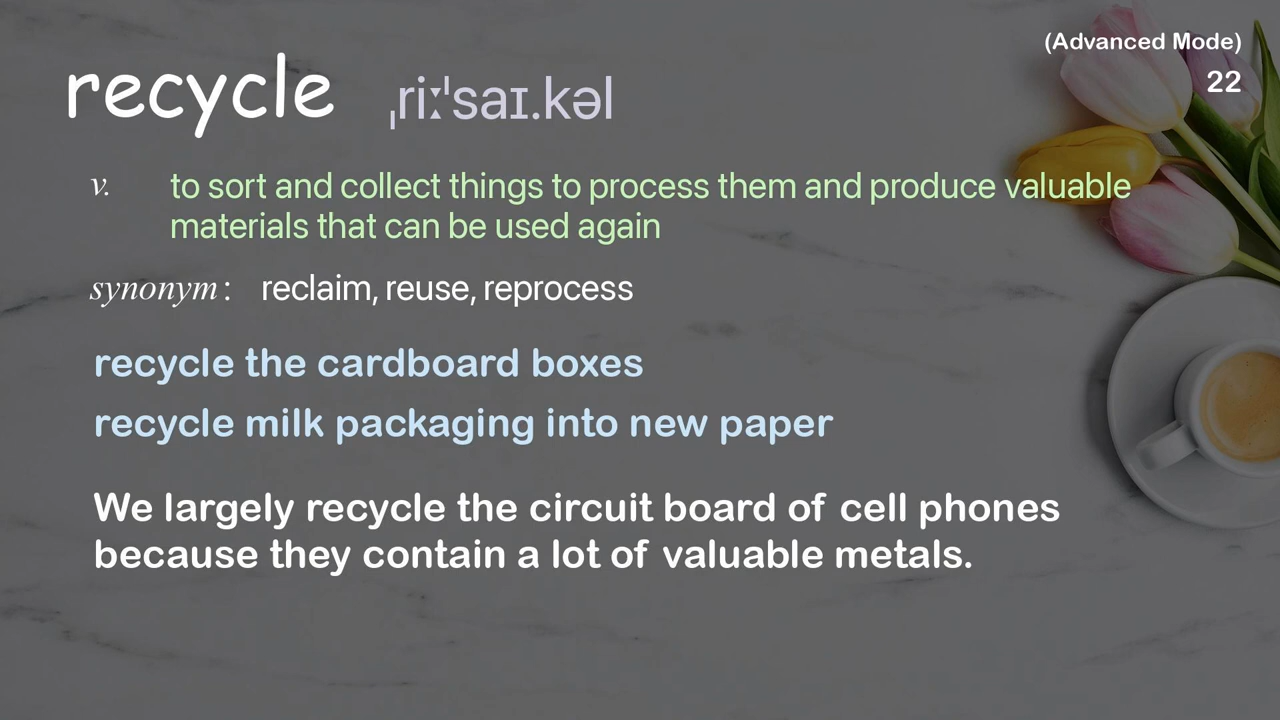 (Advanced Mode)
22
recycle ˌriːˈsaɪ.kəl
v. to sort and collect things to process them and produce valuable
materials that can be used again
synonym: reclaim, reuse, reprocess
recycle the cardboard boxes
recycle milk packaging into new paper
We largely recycle the circuit board of cell phones
because they contain a lot of valuable metals.